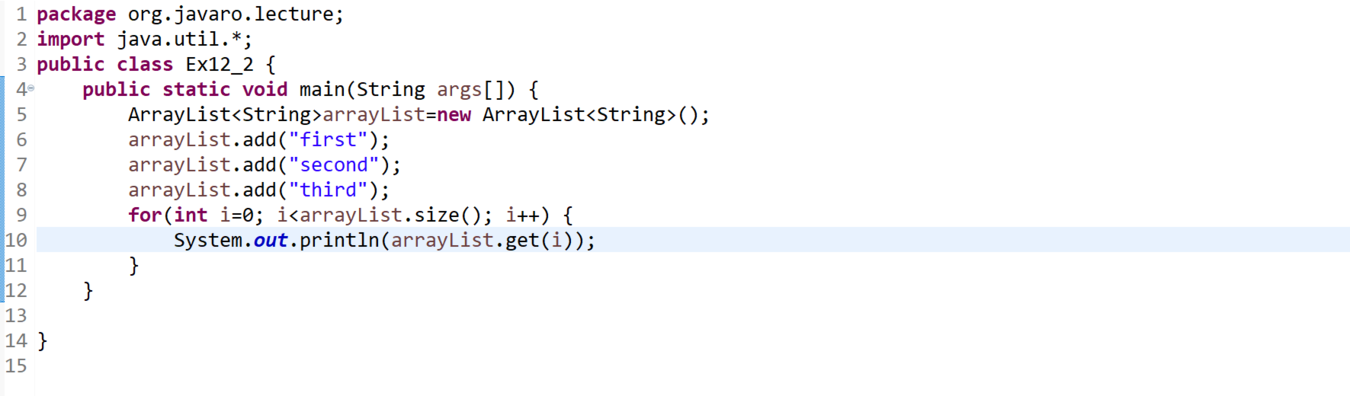 1 package org.javaro.lecture;
2 import java.util.*;
3 public class Ex12_2 {
4     public static void main(String args[]) {
5         ArrayList<String>arrayList=new ArrayList<String>();
6         arrayList.add("first");
7         arrayList.add("second");
8         arrayList.add("third");
9         for(int i=0; i<arrayList.size(); i++) {
10             System.out.println(arrayList.get(i));
11         }
12     }
13
14 }
15